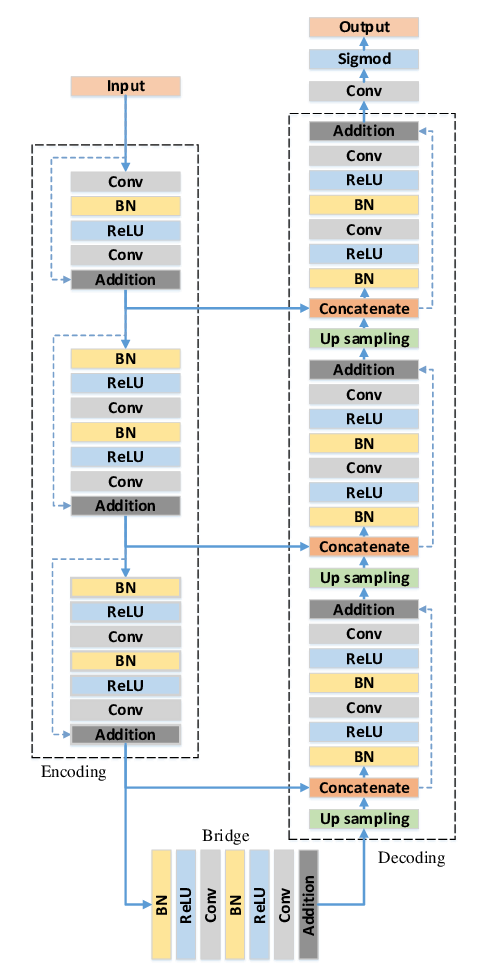 Input
Conv
BN
ReLU
Conv
Addition
BN
ReLU
Conv
BN
ReLU
Conv
Addition
BN
ReLU
Conv
BN
ReLU
Conv
Addition
Encoding
Bridge
BN
ReLU
Conv
BN
ReLU
Conv
Addition
Output
Sigmod
Conv
Addition
Conv
ReLU
BN
Conv
ReLU
BN
Concatenate
Up sampling
Addition
Conv
ReLU
BN
Conv
ReLU
BN
Concatenate
Up sampling
Addition
Conv
ReLU
BN
Conv
ReLU
BN
Concatenate
Up sampling
Decoding